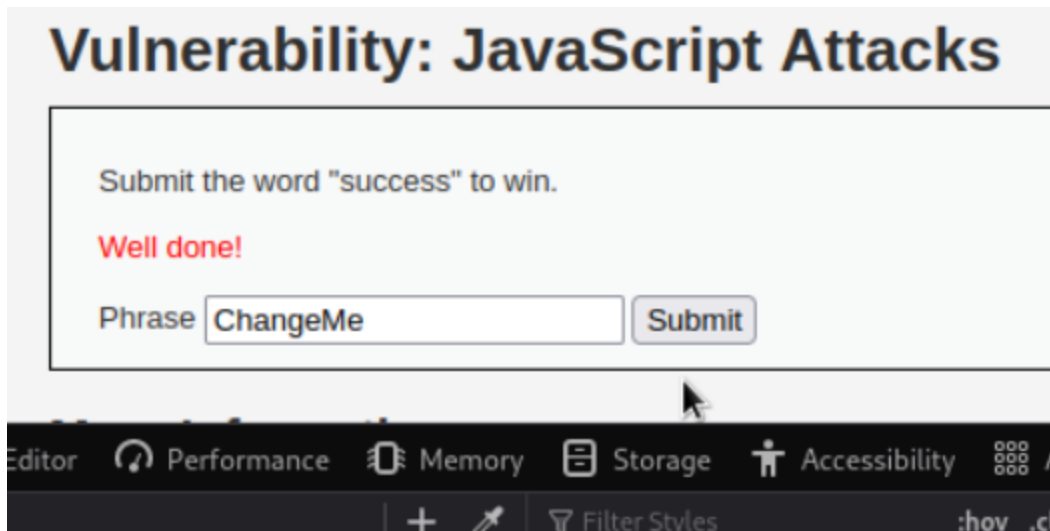 Vulnerability: JavaScript Attacks
Submit the word "success" to win.
Well done!
Phrase ChangeMe Submit
Editor Performance Memory Storage Accessibility
Filter Styles :hov .c